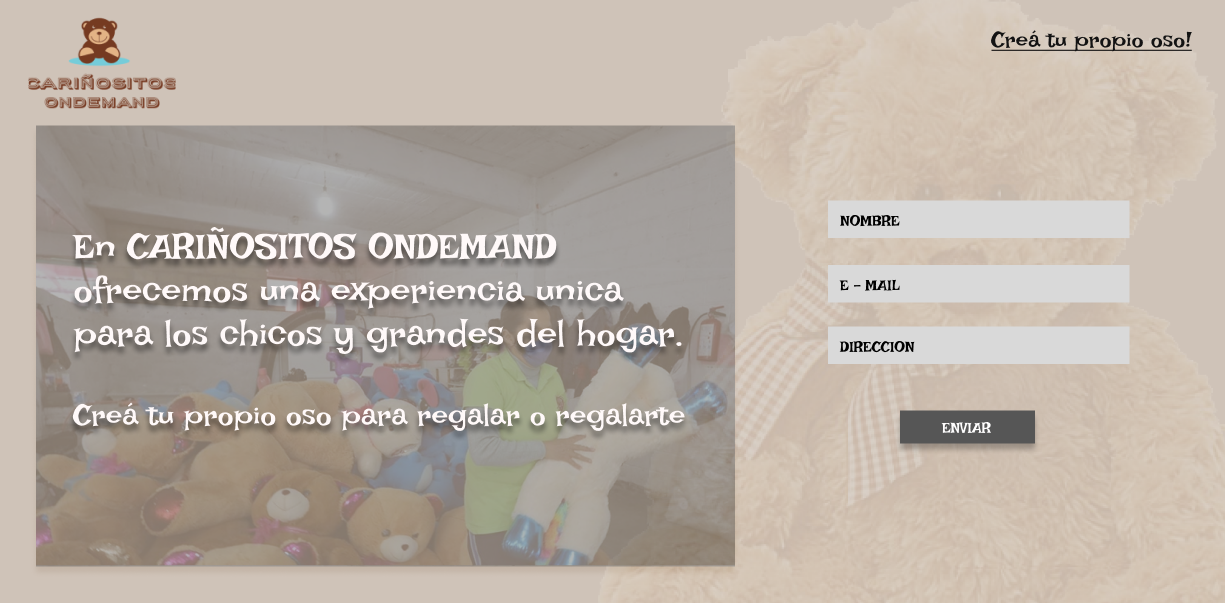 CARIÑOSITOS
ONDEMAND
Creá tu propio oso!
En CARIÑOSITOS ONDEMAND
ofrecemos una experiencia unica
para los chicos y grandes del hogar.
Creá tu propio oso para regalar o regalarte
NOMBRE
E - MAIL
DIRECCION
ENVIAR